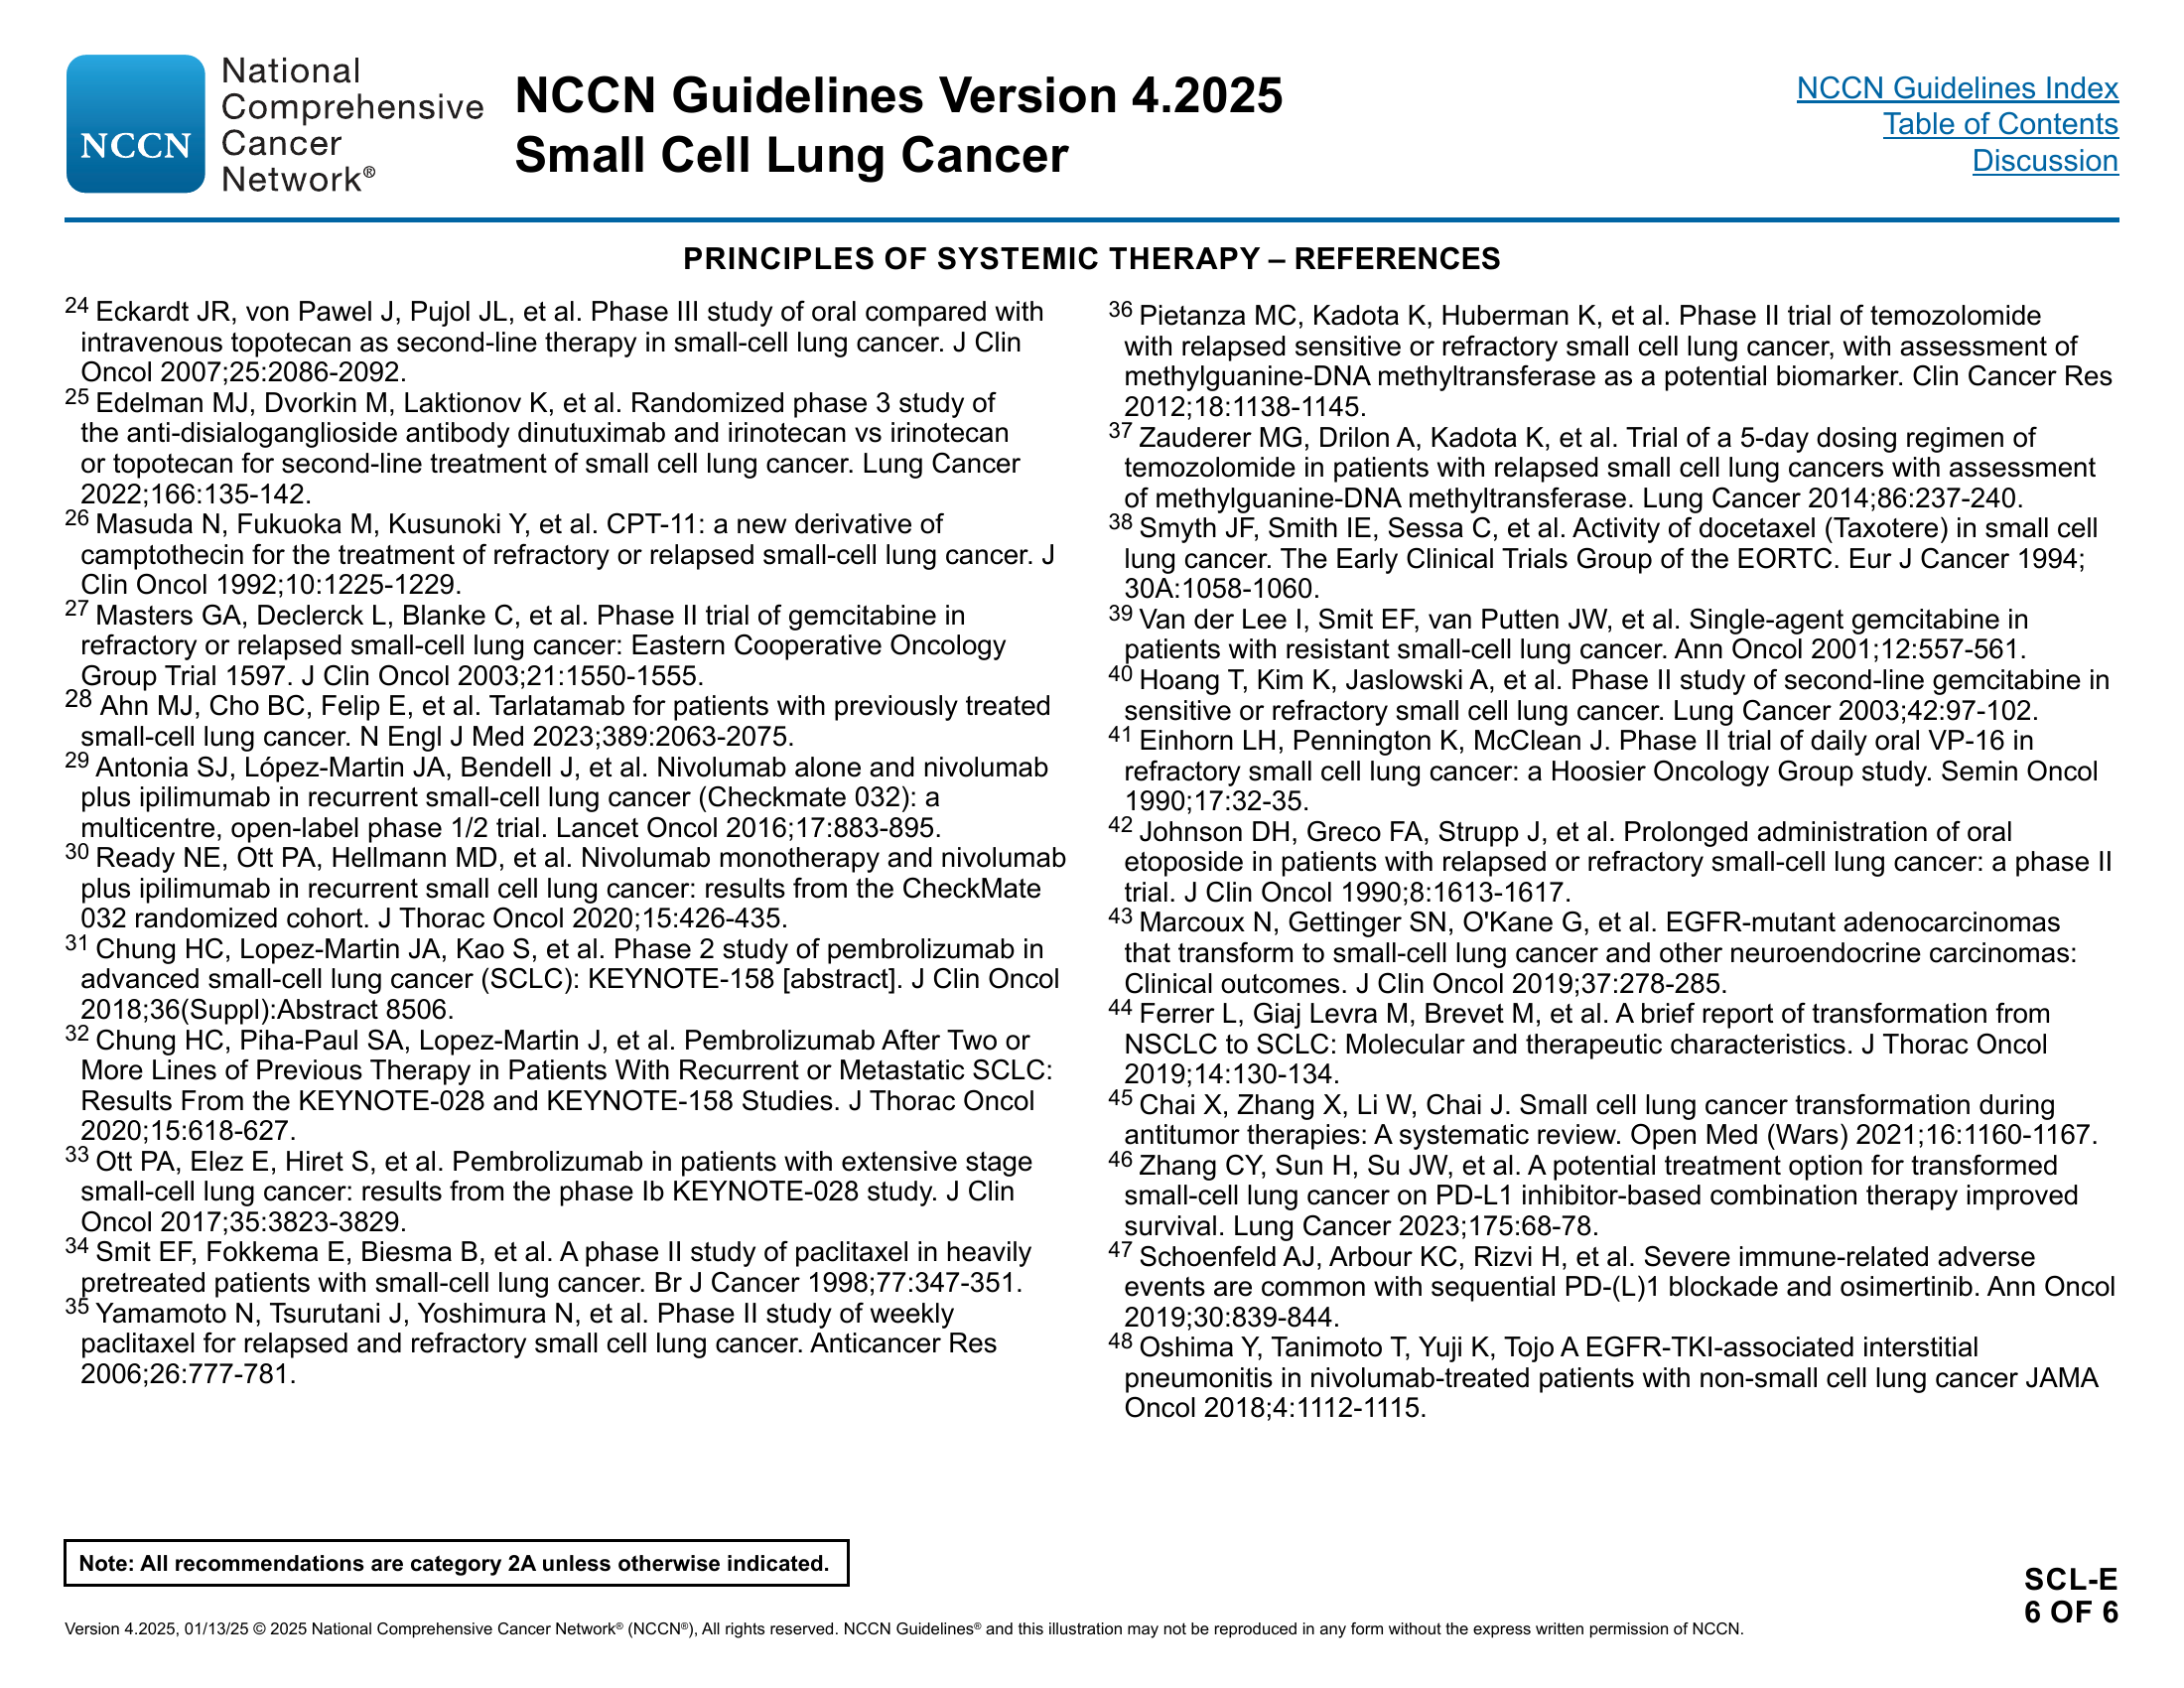 National
Comprehensive
Cancer
Network®
NCCN
NCCN Guidelines Version 4.2025
Small Cell Lung Cancer
NCCN Guidelines Index
Table of Contents
Discussion
PRINCIPLES OF SYSTEMIC THERAPY – REFERENCES
24 Eckardt JR, von Pawel J, Pujol JL, et al. Phase III study of oral compared with
intravenous topotecan as second-line therapy in small-cell lung cancer. J Clin
Oncol 2007;25:2086-2092.
25 Edelman MJ, Dvorkin M, Laktionov K, et al. Randomized phase 3 study of
the anti-disialoganglioside antibody dinutuximab and irinotecan vs irinotecan
or topotecan for second-line treatment of small cell lung cancer. Lung Cancer
2022;166:135-142.
26 Masuda N, Fukuoka M, Kusunoki Y, et al. CPT-11: a new derivative of
camptothecin for the treatment of refractory or relapsed small-cell lung cancer. J
Clin Oncol 1992;10:1225-1229.
27 Masters GA, Declerck L, Blanke C, et al. Phase II trial of gemcitabine in
refractory or relapsed small-cell lung cancer: Eastern Cooperative Oncology
Group Trial 1597. J Clin Oncol 2003;21:1550-1555.
28 Ahn MJ, Cho BC, Felip E, et al. Tarlatamab for patients with previously treated
small-cell lung cancer. N Engl J Med 2023;389:2063-2075.
29 Antonia SJ, López-Martin JA, Bendell J, et al. Nivolumab alone and nivolumab
plus ipilimumab in recurrent small-cell lung cancer (Checkmate 032): a
multicentre, open-label phase 1/2 trial. Lancet Oncol 2016;17:883-895.
30 Ready NE, Ott PA, Hellmann MD, et al. Nivolumab monotherapy and nivolumab
plus ipilimumab in recurrent small cell lung cancer: results from the CheckMate
032 randomized cohort. J Thorac Oncol 2020;15:426-435.
31 Chung HC, Lopez-Martin JA, Kao S, et al. Phase 2 study of pembrolizumab in
advanced small-cell lung cancer (SCLC): KEYNOTE-158 [abstract]. J Clin Oncol
2018;36(Suppl):Abstract 8506.
32 Chung HC, Piha-Paul SA, Lopez-Martin J, et al. Pembrolizumab After Two or
More Lines of Previous Therapy in Patients With Recurrent or Metastatic SCLC:
Results From the KEYNOTE-028 and KEYNOTE-158 Studies. J Thorac Oncol
2020;15:618-627.
33 Ott PA, Elez E, Hiret S, et al. Pembrolizumab in patients with extensive stage
small-cell lung cancer: results from the phase Ib KEYNOTE-028 study. J Clin
Oncol 2017;35:3823-3829.
34 Smit EF, Fokkema E, Biesma B, et al. A phase II study of paclitaxel in heavily
pretreated patients with small-cell lung cancer. Br J Cancer 1998;77:347-351.
35 Yamamoto N, Tsurutani J, Yoshimura N, et al. Phase II study of weekly
paclitaxel for relapsed and refractory small cell lung cancer. Anticancer Res
2006;26:777-781.
36 Pietanza MC, Kadota K, Huberman K, et al. Phase II trial of temozolomide
with relapsed sensitive or refractory small cell lung cancer, with assessment of
methylguanine-DNA methyltransferase as a potential biomarker. Clin Cancer Res
2012;18:1138-1145.
37 Zauderer MG, Drilon A, Kadota K, et al. Trial of a 5-day dosing regimen of
temozolomide in patients with relapsed small cell lung cancers with assessment
of methylguanine-DNA methyltransferase. Lung Cancer 2014;86:237-240.
38 Smyth JF, Smith IE, Sessa C, et al. Activity of docetaxel (Taxotere) in small cell
lung cancer. The Early Clinical Trials Group of the EORTC. Eur J Cancer 1994;
30A:1058-1060.
39 Van der Lee I, Smit EF, van Putten JW, et al. Single-agent gemcitabine in
patients with resistant small-cell lung cancer. Ann Oncol 2001;12:557-561.
40 Hoang T, Kim K, Jaslowski A, et al. Phase II study of second-line gemcitabine in
sensitive or refractory small cell lung cancer. Lung Cancer 2003;42:97-102.
41 Einhorn LH, Pennington K, McClean J. Phase II trial of daily oral VP-16 in
refractory small cell lung cancer: a Hoosier Oncology Group study. Semin Oncol
1990;17:32-35.
42 Johnson DH, Greco FA, Strupp J, et al. Prolonged administration of oral
etoposide in patients with relapsed or refractory small-cell lung cancer: a phase II
trial. J Clin Oncol 1990;8:1613-1617.
43 Marcoux N, Gettinger SN, O'Kane G, et al. EGFR-mutant adenocarcinomas
that transform to small-cell lung cancer and other neuroendocrine carcinomas:
Clinical outcomes. J Clin Oncol 2019;37:278-285.
44 Ferrer L, Giaj Levra M, Brevet M, et al. A brief report of transformation from
NSCLC to SCLC: Molecular and therapeutic characteristics. J Thorac Oncol
2019;14:130-134.
45 Chai X, Zhang X, Li W, Chai J. Small cell lung cancer transformation during
antitumor therapies: A systematic review. Open Med (Wars) 2021;16:1160-1167.
46 Zhang CY, Sun H, Su JW, et al. A potential treatment option for transformed
small-cell lung cancer on PD-L1 inhibitor-based combination therapy improved
survival. Lung Cancer 2023;175:68-78.
47 Schoenfeld AJ, Arbour KC, Rizvi H, et al. Severe immune-related adverse
events are common with sequential PD-(L)1 blockade and osimertinib. Ann Oncol
2019;30:839-844.
48 Oshima Y, Tanimoto T, Yuji K, Tojo A EGFR-TKI-associated interstitial
pneumonitis in nivolumab-treated patients with non-small cell lung cancer JAMA
Oncol 2018;4:1112-1115.
Note: All recommendations are category 2A unless otherwise indicated.
SCL-E
6 OF 6
Version 4.2025, 01/13/25 © 2025 National Comprehensive Cancer Network® (NCCN®), All rights reserved. NCCN Guidelines® and this illustration may not be reproduced in any form without the express written permission of NCCN.